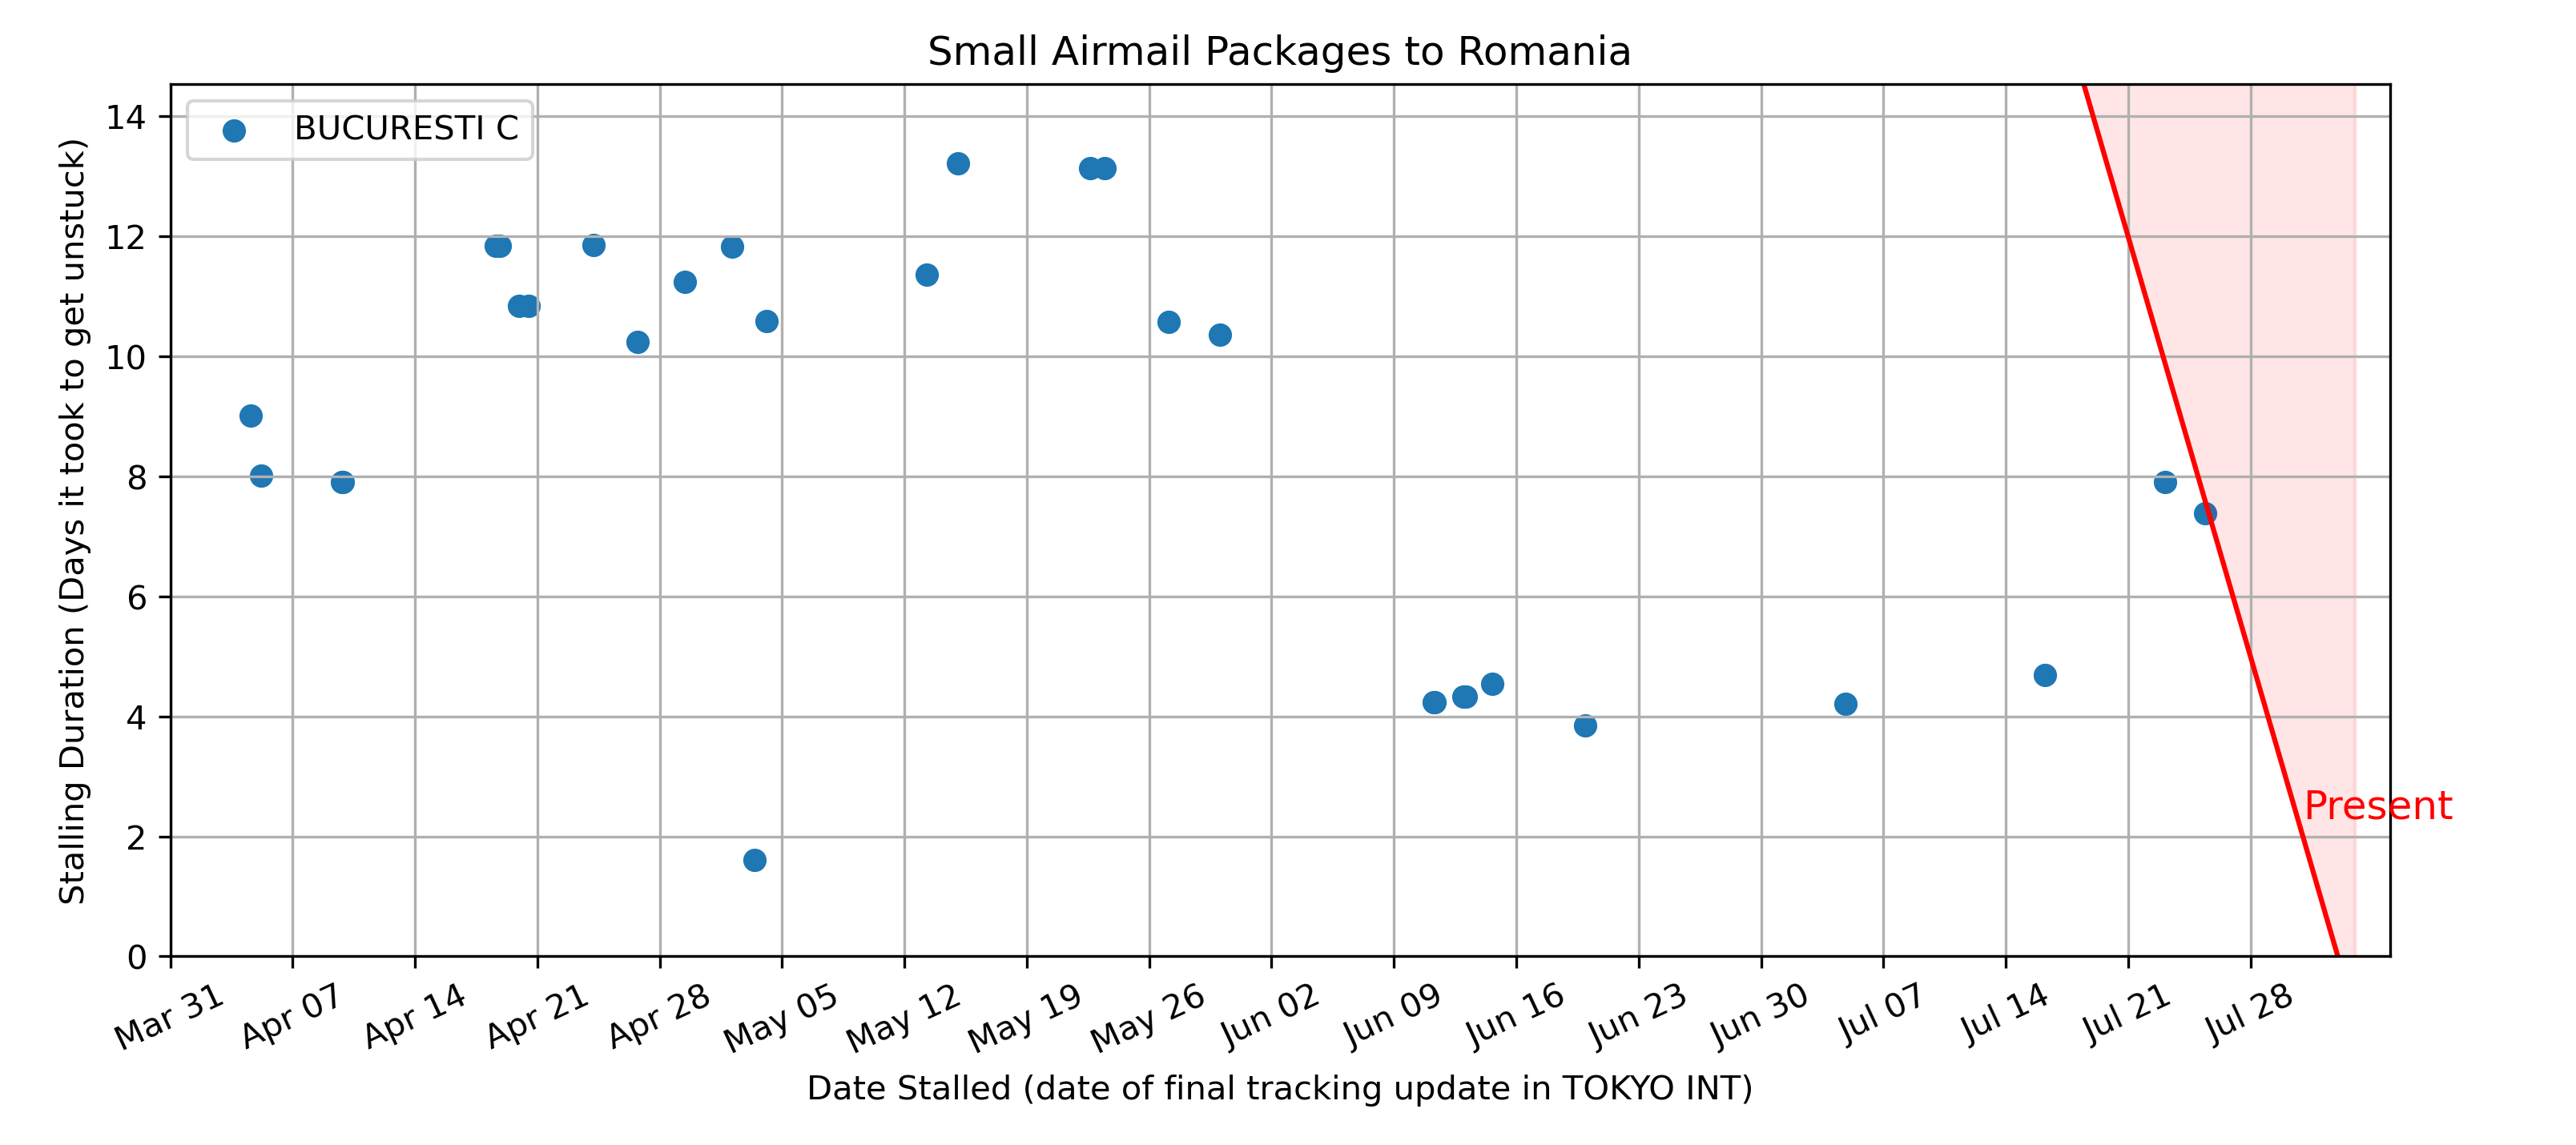 Small Airmail Packages to Romania
BUCURESTI C
Stalling Duration (Days it took to get unstuck)
14
12
10
8
6
4
2
0
Present
Mar 31
Apr 07
Apr 14
Apr 21
Apr 28
May 05
May 12
May 19
May 26
Jun 02
Jun 09
Jun 16
Jun 23
Jun 30
Jul 07
Jul 14
Jul 21
Jul 28
Date Stalled (date of final tracking update in TOKYO INT)